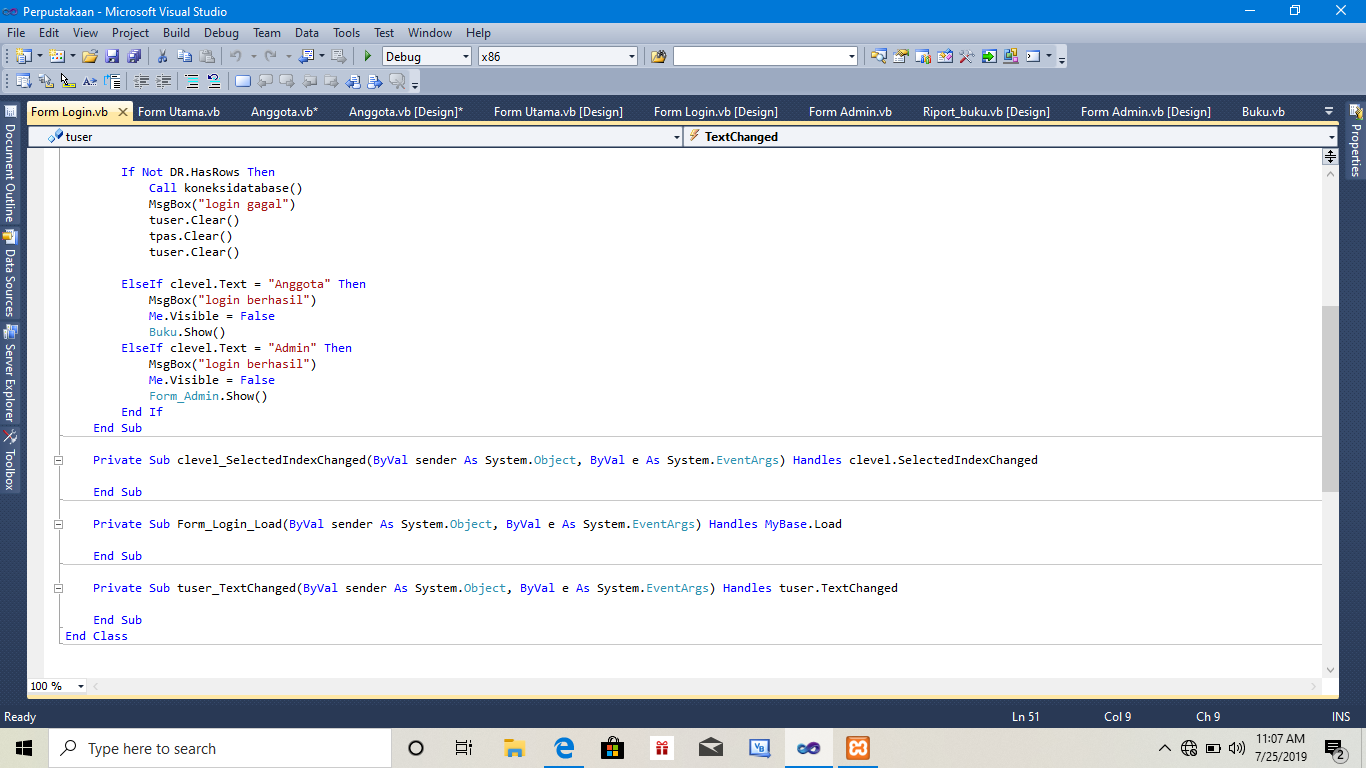 Perpustakaan - Microsoft Visual Studio
File Edit View Project Build Debug Team Data Tools Test Window Help
Debug x86
Form Login.vb Form Utama.vb Anggota.vb* Anggota.vb [Design]* Form Utama.vb [Design] Form Login.vb [Design] Form Admin.vb Riport_buku.vb [Design] Form Admin.vb [Design] Buku.vb
tuser TextChanged
Document Outline
Data Sources
Server Explorer
Toolbox
Properties
If Not DR.HasRows Then
Call koneksidatabase()
MsgBox("login gagal")
tuser.Clear()
tpas.Clear()
tuser.Clear()
ElseIf clevel.Text = "Anggota" Then
MsgBox("login berhasil")
Me.Visible = False
Buku.Show()
ElseIf clevel.Text = "Admin" Then
MsgBox("login berhasil")
Me.Visible = False
Form_Admin.Show()
End If
End Sub
Private Sub clevel_SelectedIndexChanged(ByVal sender As System.Object, ByVal e As System.EventArgs) Handles clevel.SelectedIndexChanged
End Sub
Private Sub Form_Login_Load(ByVal sender As System.Object, ByVal e As System.EventArgs) Handles MyBase.Load
End Sub
Private Sub tuser_TextChanged(ByVal sender As System.Object, ByVal e As System.EventArgs) Handles tuser.TextChanged
End Sub
End Class
100 %
Ready Ln 51 Col 9 Ch 9 INS
Type here to search
VB
11:07 AM
7/25/2019
2